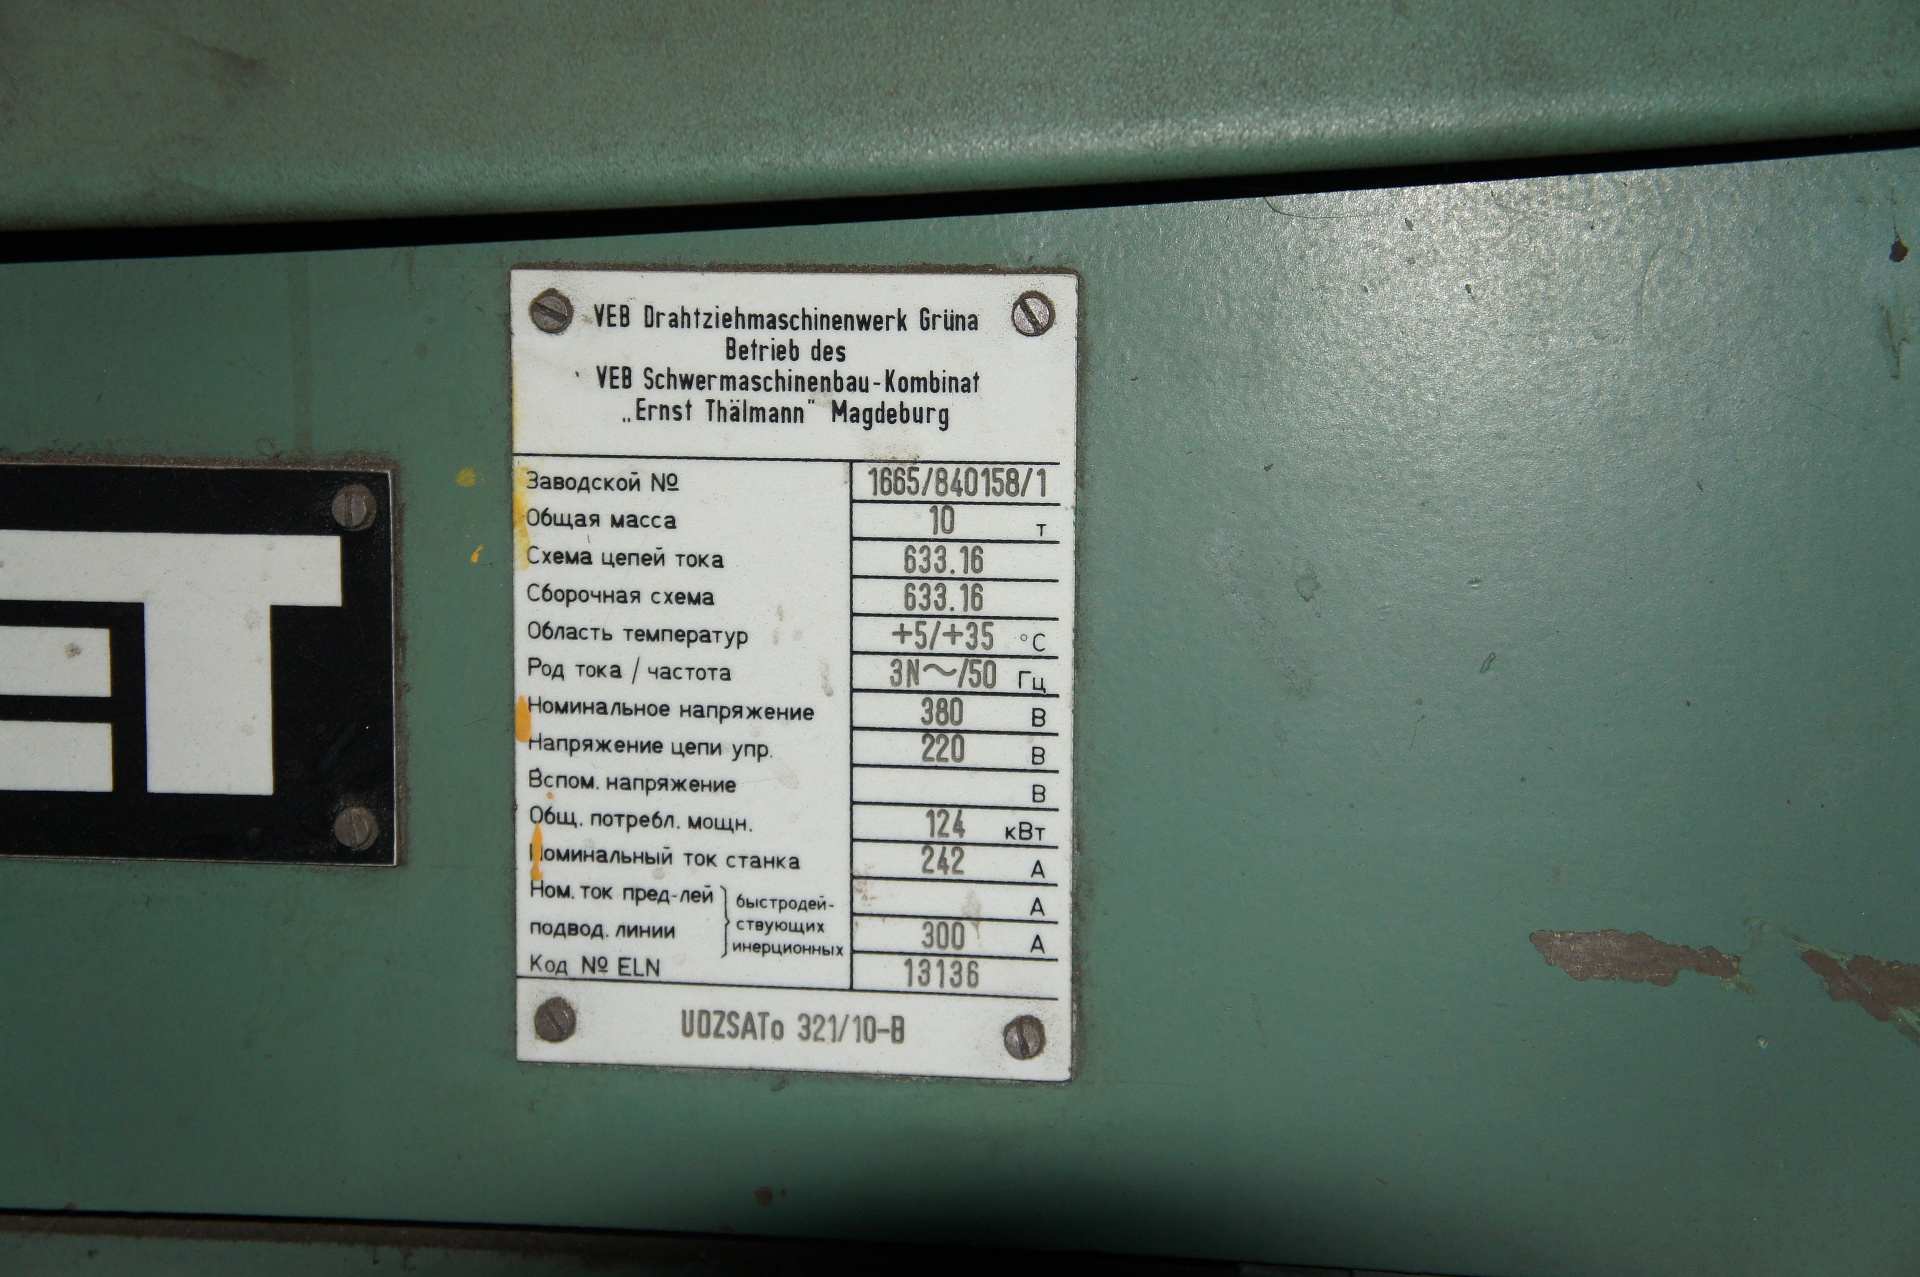 VEB Drahtziehmaschinenwerk Grüna
Betrieb des
VEB Schwermaschinenbau-Kombinat
„Ernst Thälmann" Magdeburg
Заводской № 1665/840158/1
Общая масса 10 т
Схема цепей тока 633.16
Сборочная схема 633.16
Область температур +5/+35 °C
Род тока / частота 3N~/50 Гц
Номинальное напряжение 380 В
Напряжение цепи упр. 220 В
Вспом. напряжение В
Общ. потребл. мощн. 124 кВт
Номинальный ток станка 242 А
Ном. ток пред-лей быстродей- А
подвод. линии ствующих
инерционных 300 А
Код № ELN 13136
UDZSATo 321/10-B
ET